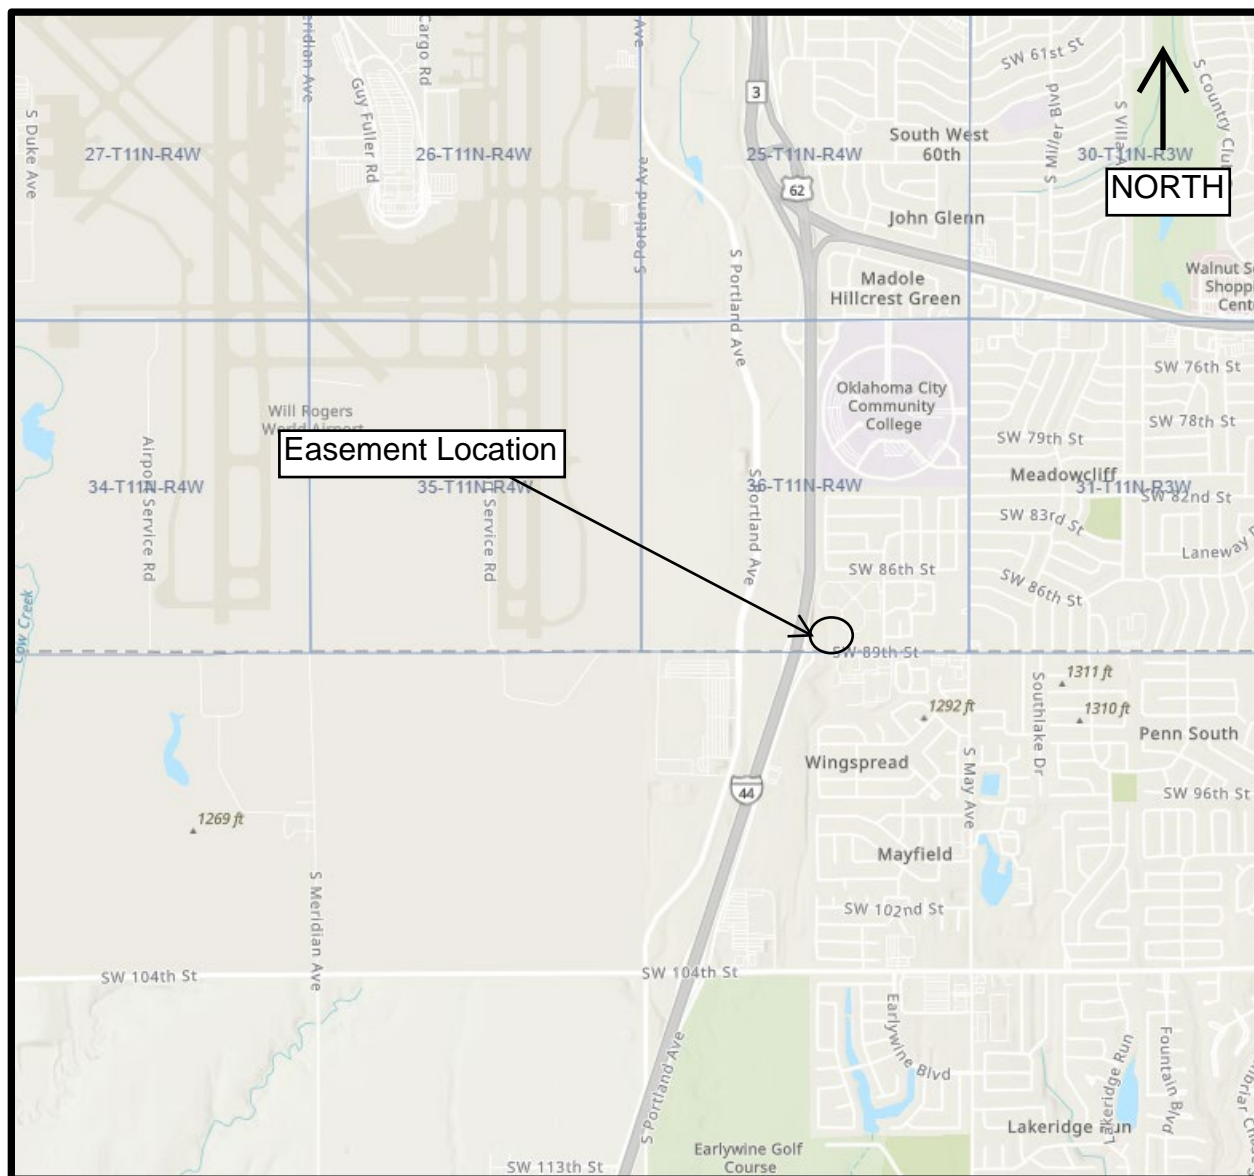 eridian Ave
Cargo Rd
Ave
3
SW 61st St
S Country Club
S Duke Ave
Guy Fuller Rd
S Miller Blvd
S Villa A
South West
60th
27-T11N-R4W
26-T11N-R4W
25-T11N-R4W
30-T11N-R3W
NORTH
62
S Portland Ave
John Glenn
S Portland Ave
Madole
Hillcrest Green
Walnut S
Shoppi
Cent
SW 76th St
Will Rogers
World Airport
Oklahoma City
Community
College
SW 78th St
Easement Location
SW 79th St
Airport Service Rd
Meadowcliff
34-T11N-R4W
35-T11N-R4W
36-T11N-R4W
31-T11N-R3W
SW 82nd St
Service Rd
S Portland Ave
SW 83rd St
Laneway
SW 86th St
SW 86th St
Cow Creek
SW 89th St
1311 ft
1292 ft
1310 ft
Southlake Dr
Penn South
Wingspread
S May Ave
44
SW 96th St
1269 ft
Mayfield
S Meridian Ave
SW 102nd St
SW 104th St
SW 104th St
Earlywine Blvd
S Portland Ave
Lakeridge Run
Fountain Blvd
Lakeridge Run
Earlywine Golf
Course
SW 113th St